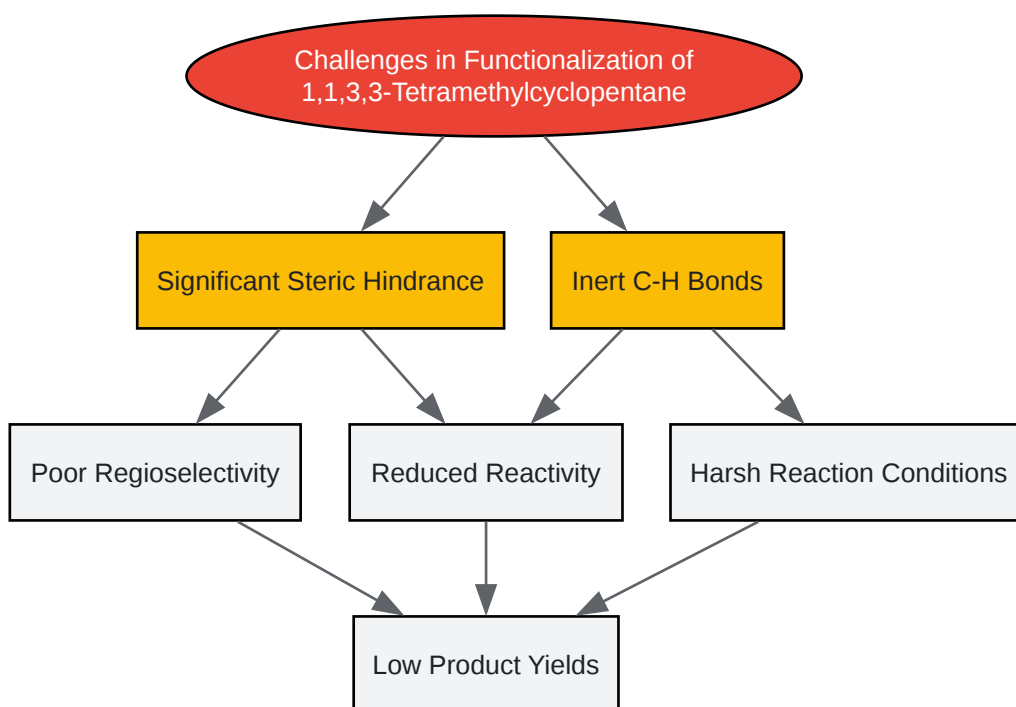 Challenges in Functionalization of
1,1,3,3-Tetramethylcyclopentane
Significant Steric Hindrance
Inert C-H Bonds
Poor Regioselectivity
Reduced Reactivity
Harsh Reaction Conditions
Low Product Yields